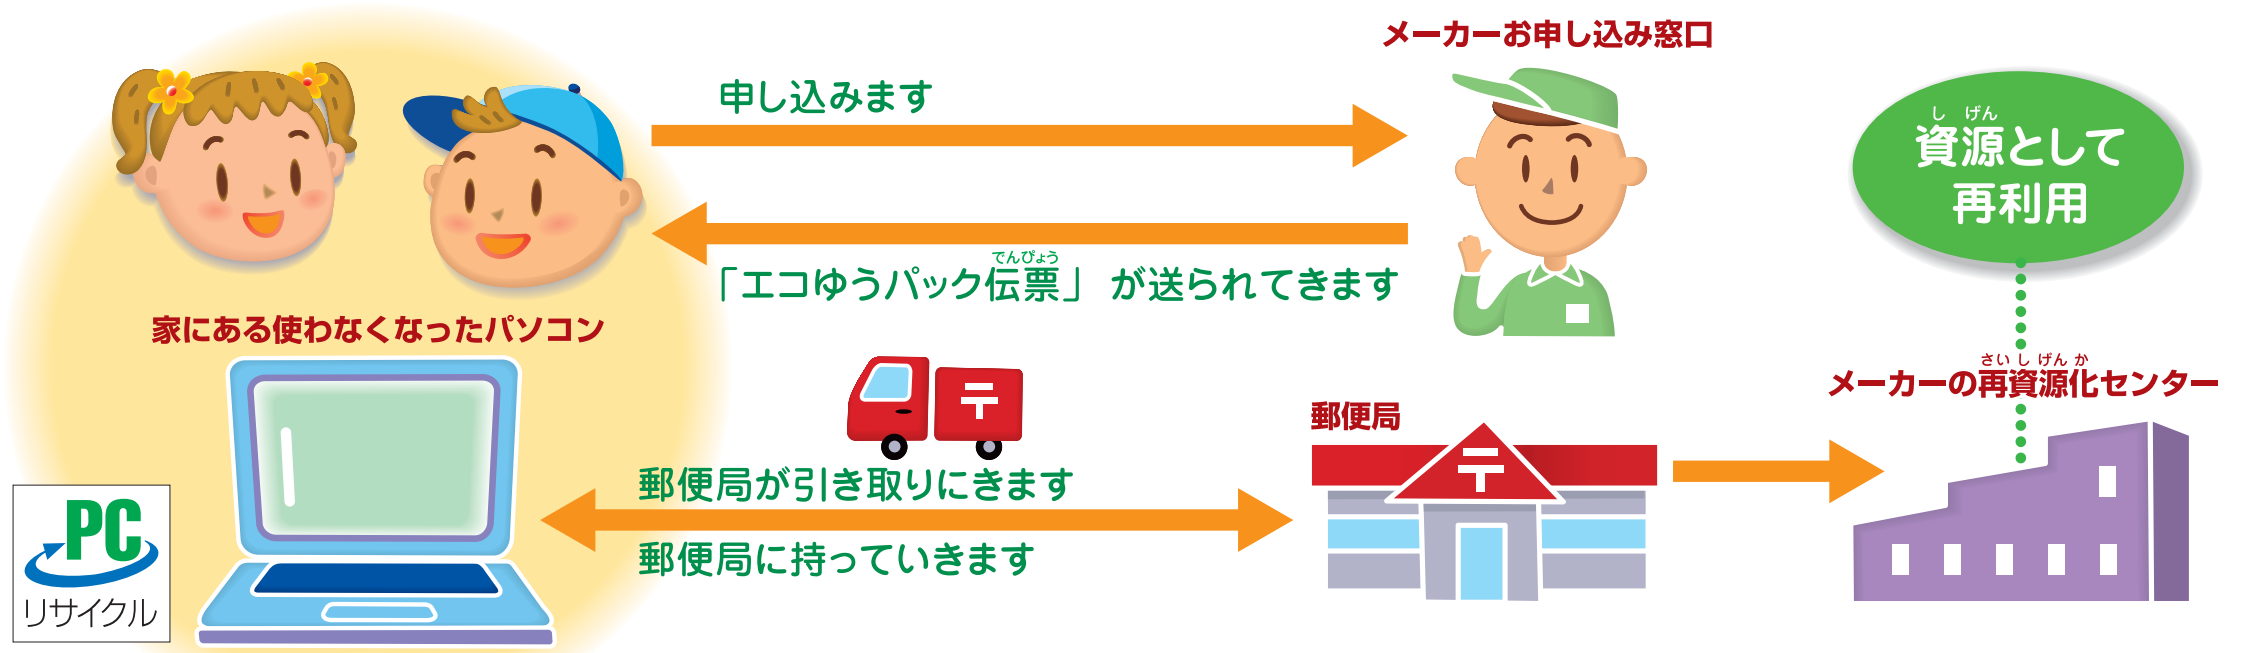 メーカーお申し込み窓口
申し込みます
でんぴょう
「エコゆうパック伝票」 が送られてきます
し げん
資源として
再利用
家にある使わなくなったパソコン
さい し げん か
メーカーの再資源化センター
〒
郵便局
〒
郵便局が引き取りにきます
郵便局に持っていきます
PC
リサイクル